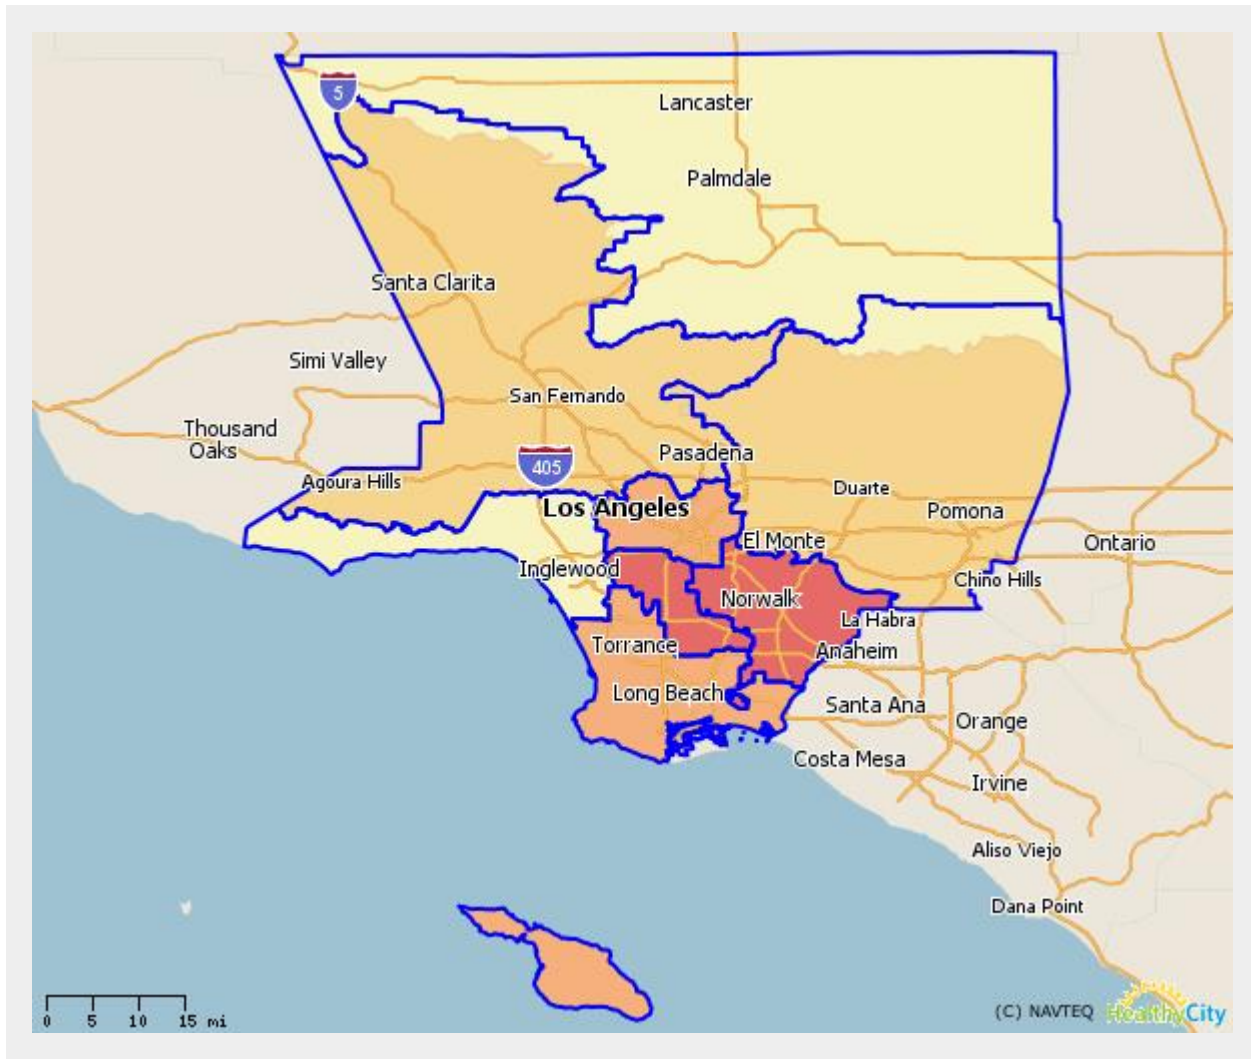 5
Lancaster
Palmdale
Santa Clarita
Simi Valley
San Fernando
Thousand
Oaks
Pasadena
405
Agoura Hills
Duarte
Los Angeles
Pomona
El Monte
Ontario
Inglewood
Chino Hills
Norwalk
La Habra
Torrance
Anaheim
Long Beach
Santa Ana
Orange
Costa Mesa
Irvine
Aliso Viejo
Dana Point
0 5 10 15 mi
(C) NAVTEQ
HealthyCity